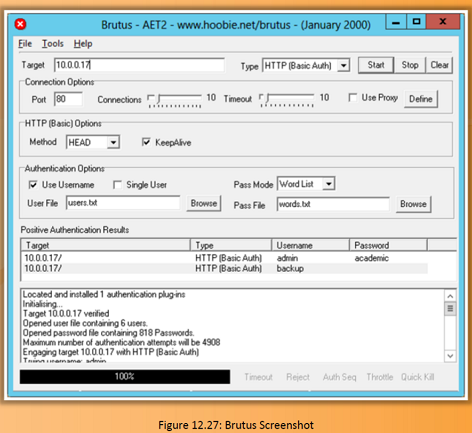 Brutus - AET2 - www.hoobie.net/brutus - (January 2000)
File Tools Help
Target 10.0.0.17 Type HTTP (Basic Auth) Start Stop Clear
Connection Options
Port 80 Connections 10 Timeout 10 Use Proxy Define
HTTP (Basic) Options
Method HEAD KeepAlive
Authentication Options
Use Username Single User Pass Mode Word List
User File users.txt Browse Pass File words.txt Browse
Positive Authentication Results
Target Type Username Password
10.0.0.17/ HTTP (Basic Auth) admin academic
10.0.0.17/ HTTP (Basic Auth) backup
Located and installed 1 authentication plug-ins
Initialising...
Target 10.0.0.17 verified
Opened user file containing 6 users.
Opened password file containing 818 Passwords.
Maximum number of authentication attempts will be 4908
Engaging target 10.0.0.17 with HTTP (Basic Auth)
Trying username: admin
100% Timeout Reject Auth Seq Throttle Quick Kill
Figure 12.27: Brutus Screenshot